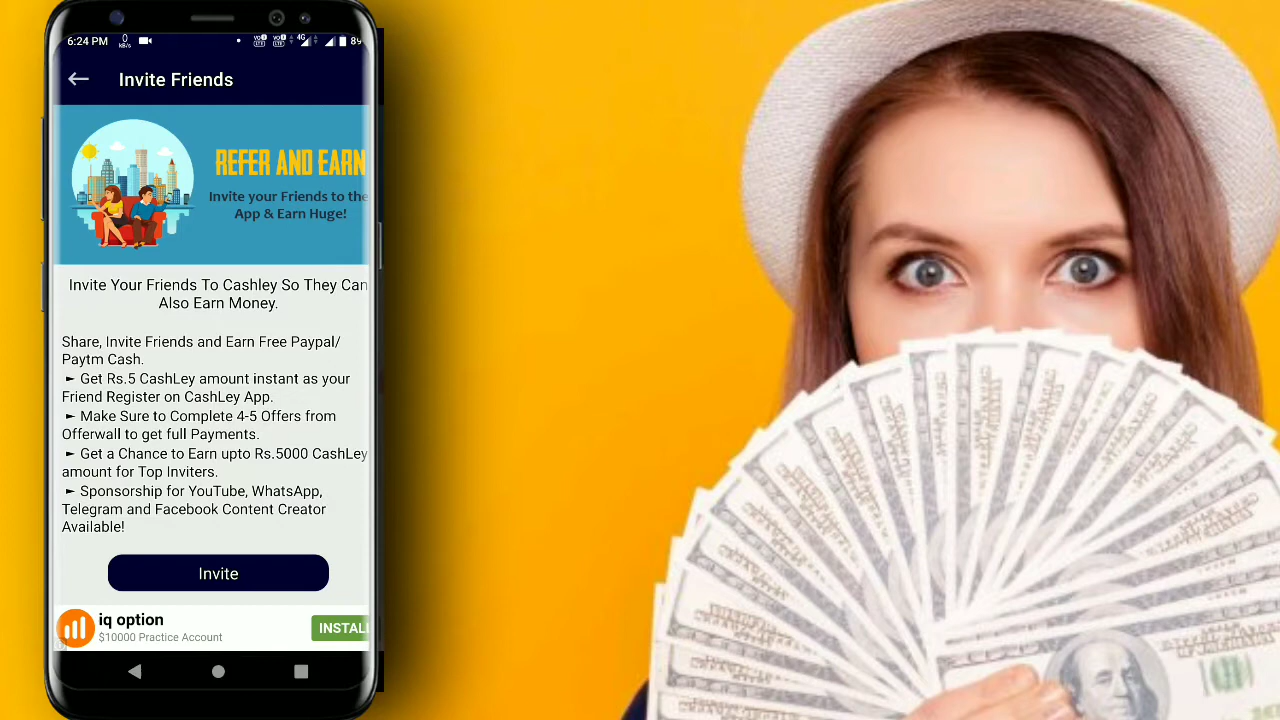 6:24 PM
0
kB/s
4G
Invite Friends
REFER AND EARN
Invite your Friends to the
App & Earn Huge!
Invite Your Friends To Cashley So They Can
Also Earn Money.
Share, Invite Friends and Earn Free Paypal/
Paytm Cash.
► Get Rs.5 CashLey amount instant as your
Friend Register on CashLey App.
► Make Sure to Complete 4-5 Offers from
Offerwall to get full Payments.
► Get a Chance to Earn upto Rs.5000 CashLey
amount for Top Inviters.
► Sponsorship for YouTube, WhatsApp,
Telegram and Facebook Content Creator
Available!
Invite
iq option
$10000 Practice Account
INSTALL